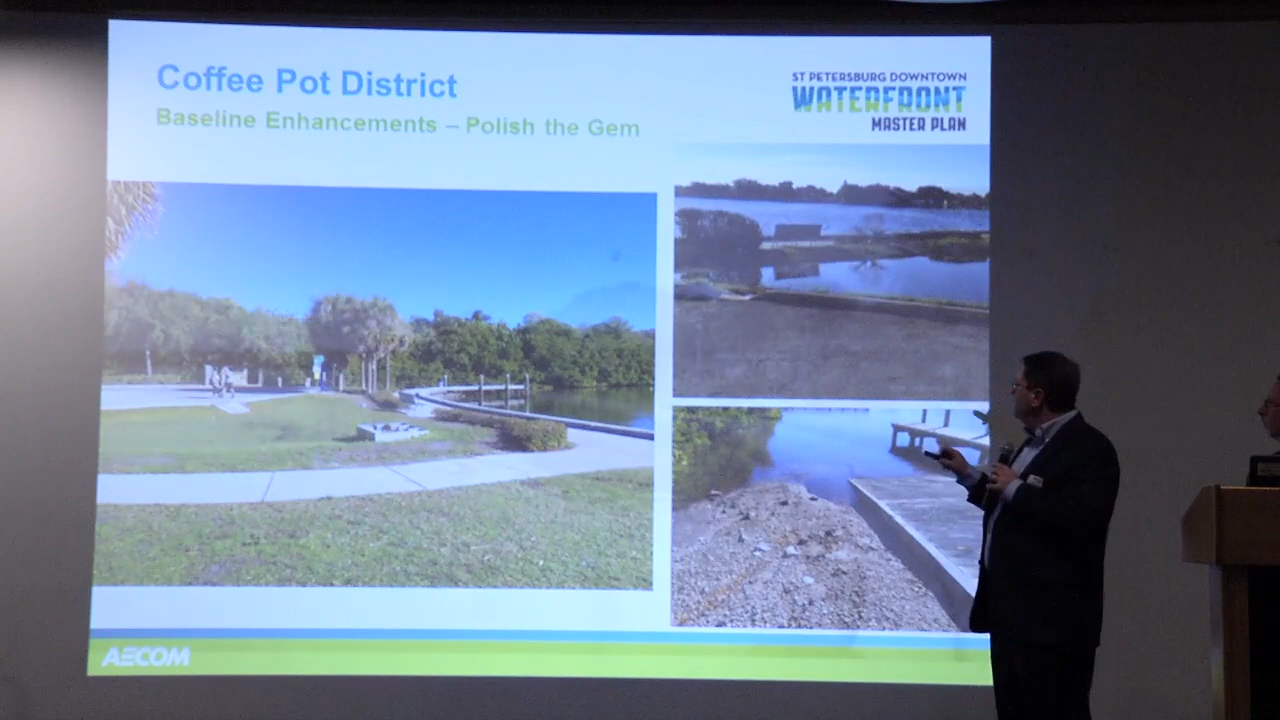 Coffee Pot District
Baseline Enhancements – Polish the Gem
ST PETERSBURG DOWNTOWN
WATERFRONT
MASTER PLAN
AECOM